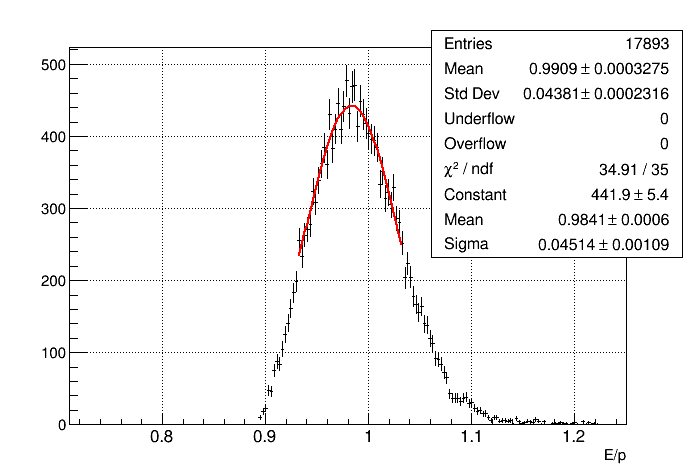 Entries 17893
Mean 0.9909 ± 0.0003275
Std Dev 0.04381 ± 0.0002316
Underflow 0
Overflow 0
χ² / ndf 34.91 / 35
Constant 441.9 ± 5.4
Mean 0.9841 ± 0.0006
Sigma 0.04514 ± 0.00109
500
400
300
200
100
0
0.8 0.9 1 1.1 1.2
E/p